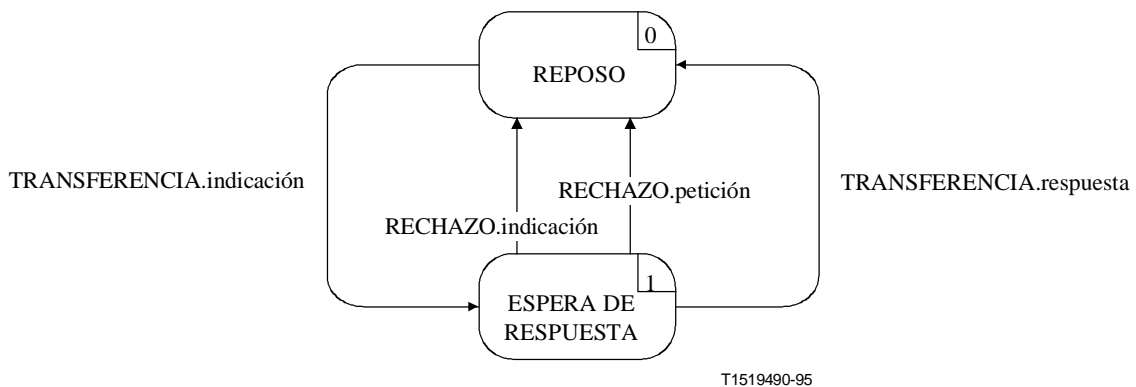 0
REPOSO
TRANSFERENCIA.indicación
RECHAZO.petición
TRANSFERENCIA.respuesta
RECHAZO.indicación
1
ESPERA DE
RESPUESTA
T1519490-95